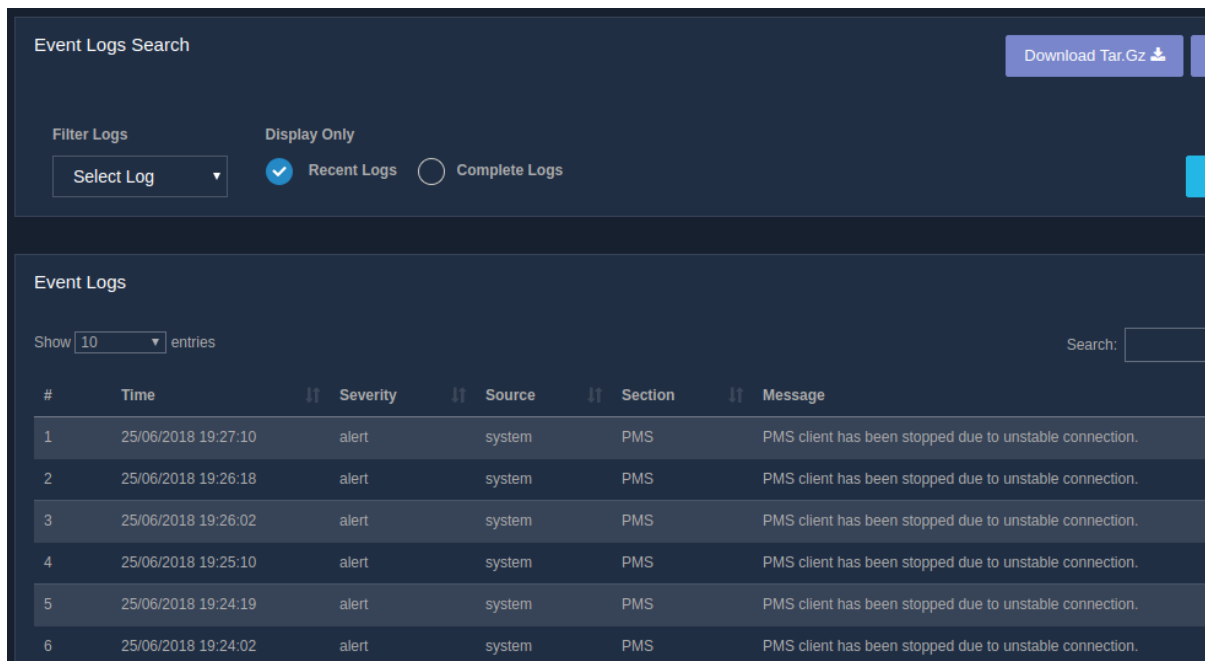 Event Logs Search
Download Tar.Gz
Filter Logs Display Only
Select Log Recent Logs Complete Logs
Event Logs
Show 10 entries Search:
# Time Severity Source Section Message
1 25/06/2018 19:27:10 alert system PMS PMS client has been stopped due to unstable connection.
2 25/06/2018 19:26:18 alert system PMS PMS client has been stopped due to unstable connection.
3 25/06/2018 19:26:02 alert system PMS PMS client has been stopped due to unstable connection.
4 25/06/2018 19:25:10 alert system PMS PMS client has been stopped due to unstable connection.
5 25/06/2018 19:24:19 alert system PMS PMS client has been stopped due to unstable connection.
6 25/06/2018 19:24:02 alert system PMS PMS client has been stopped due to unstable connection.